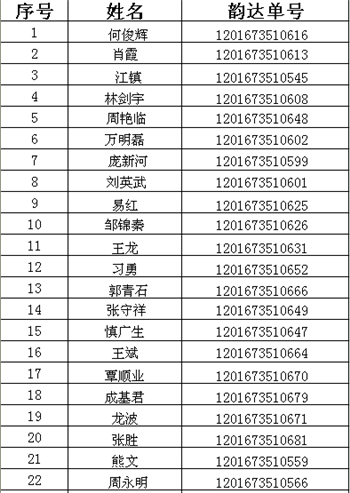 序号 姓名 韵达单号
1 何俊辉 1201673510616
2 肖霞 1201673510613
3 江镇 1201673510545
4 林剑宇 1201673510608
5 周艳临 1201673510648
6 万明磊 1201673510602
7 庞新河 1201673510599
8 刘英武 1201673510601
9 易红 1201673510625
10 邹锦秦 1201673510626
11 王龙 1201673510631
12 习勇 1201673510652
13 郭青石 1201673510666
14 张守祥 1201673510649
15 慎广生 1201673510647
16 王斌 1201673510664
17 覃顺业 1201673510670
18 成基君 1201673510679
19 龙波 1201673510671
20 张胜 1201673510681
21 熊文 1201673510559
22 周永明 1201673510566